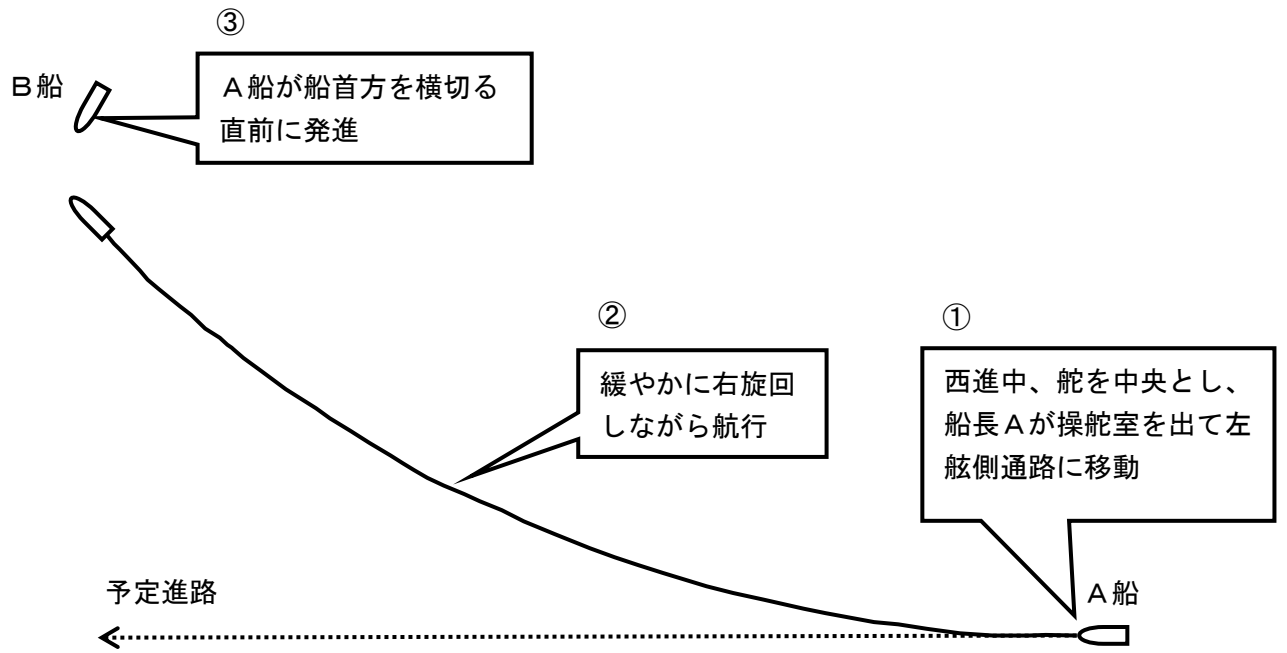 ③
B船
A船が船首方を横切る
直前に発進
②
緩やかに右旋回
しながら航行
①
西進中、舵を中央とし、
船長Aが操舵室を出て左
舷側通路に移動
予定進路
A船